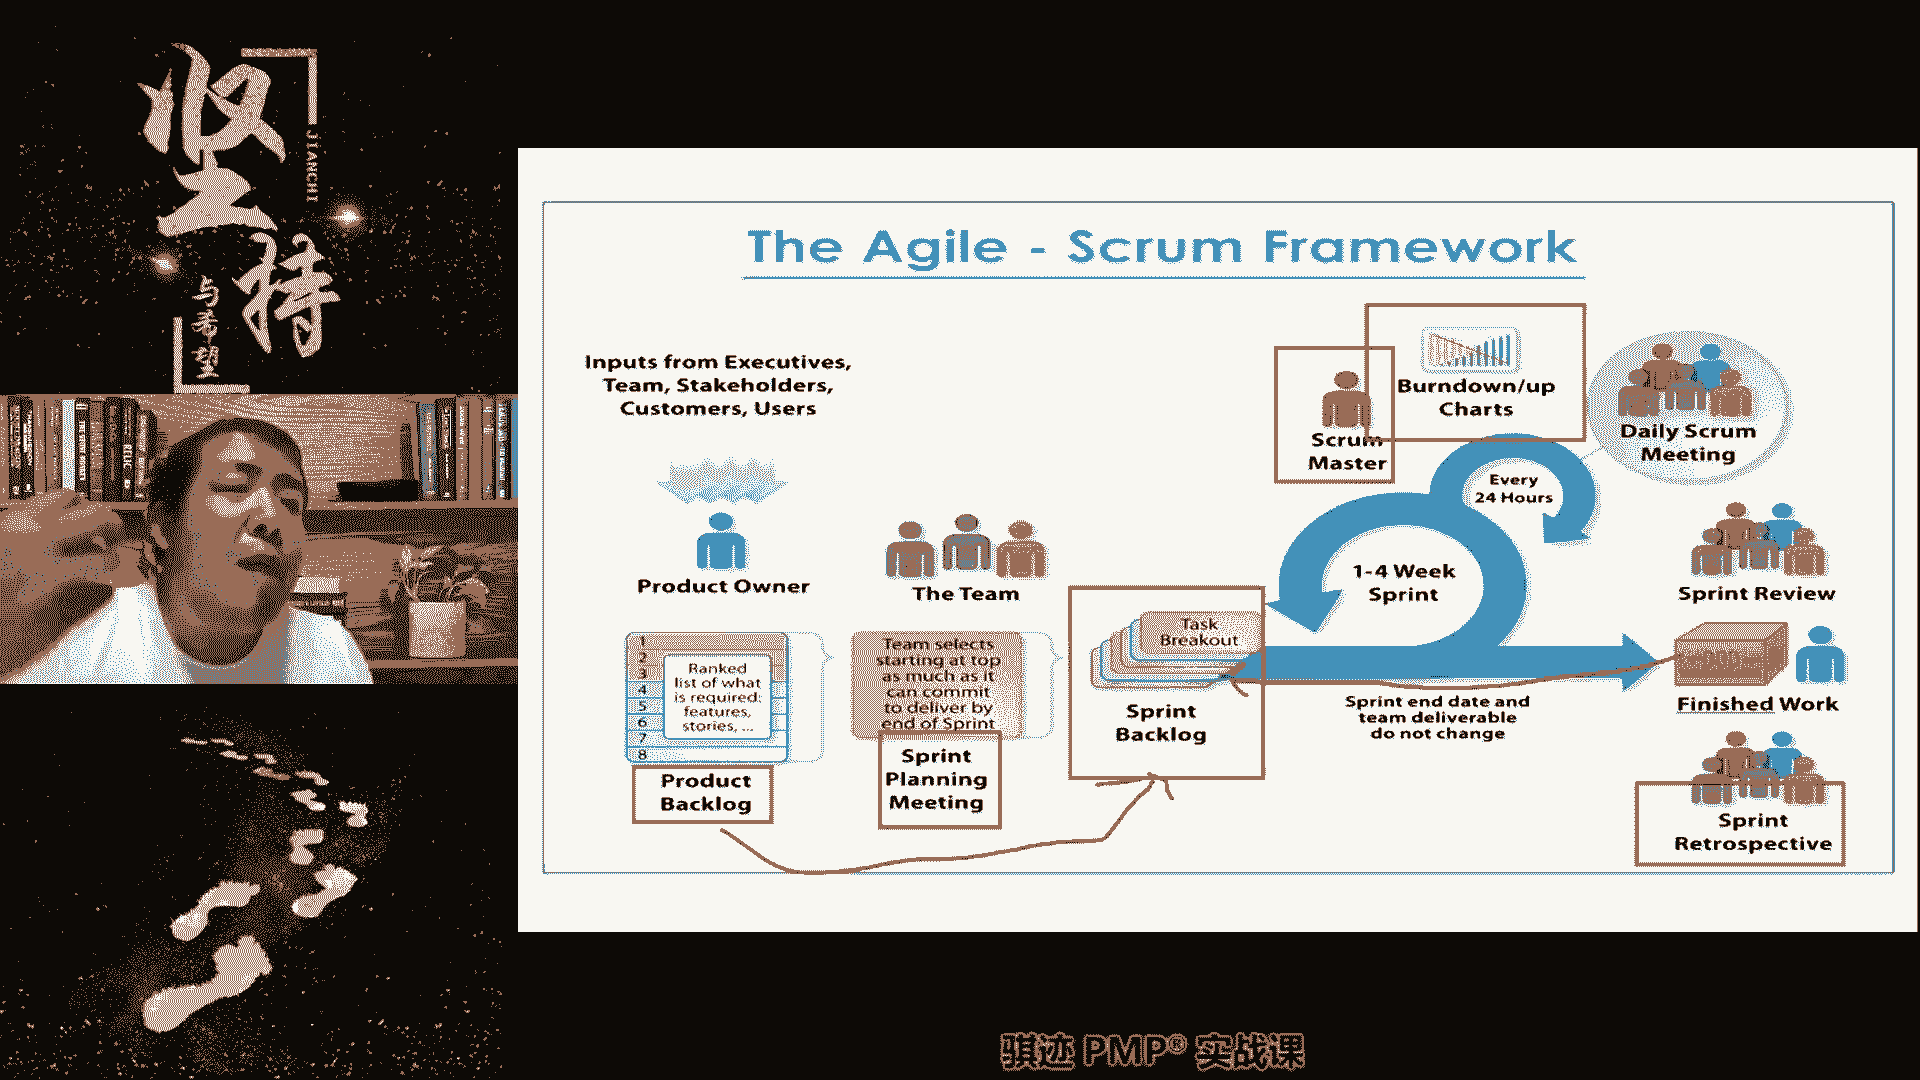 坚持
JIANCHI
与希望
The Agile - Scrum Framework
Inputs from Executives,
Team, Stakeholders,
Customers, Users
Product Owner
The Team
1
2
3
4
5
6
7
8
Ranked
list of what
is required:
features,
stories, ...
Product
Backlog
Team selects
starting at top
as much as it
can commit
to deliver by
end of Sprint
Sprint
Planning
Meeting
Task
Breakout
Sprint
Backlog
Scrum
Master
Burndown/up
Charts
Every
24 Hours
1-4 Week
Sprint
Sprint end date and
team deliverable
do not change
Daily Scrum
Meeting
Sprint Review
Finished Work
Sprint
Retrospective
骐迹 PMP® 实战课